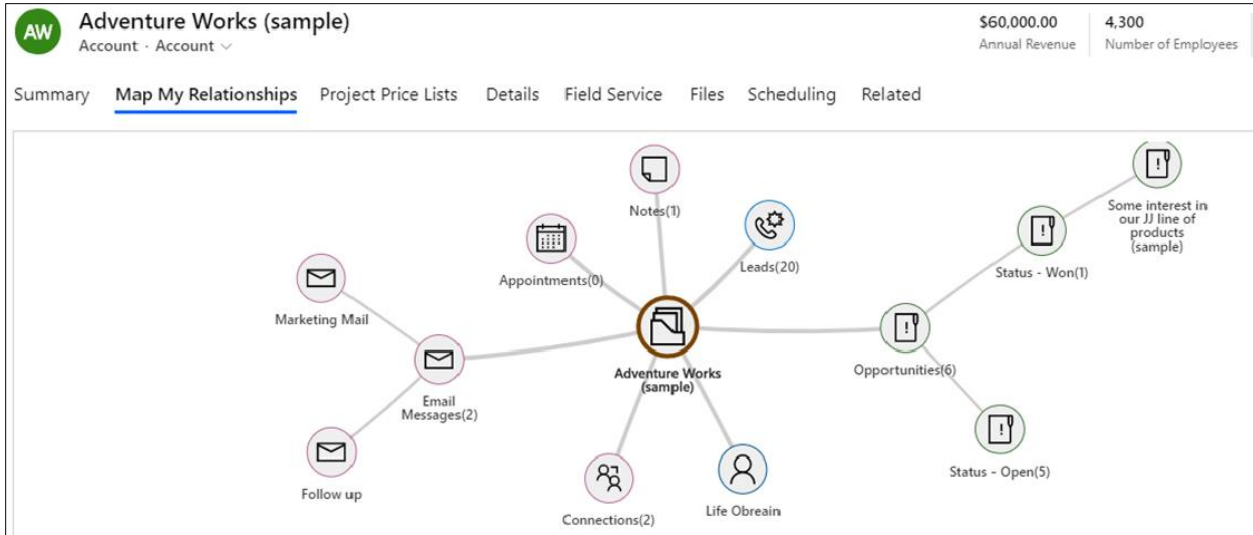 AW
Adventure Works (sample)
Account · Account
$60,000.00
Annual Revenue
4,300
Number of Employees
Summary
Map My Relationships
Project Price Lists
Details
Field Service
Files
Scheduling
Related
Notes(1)
Appointments(0)
Leads(20)
Some interest in
our JJ line of
products
(sample)
Status - Won(1)
Marketing Mail
Adventure Works
(sample)
Opportunities(6)
Email
Messages(2)
Follow up
Connections(2)
Life Obreain
Status - Open(5)